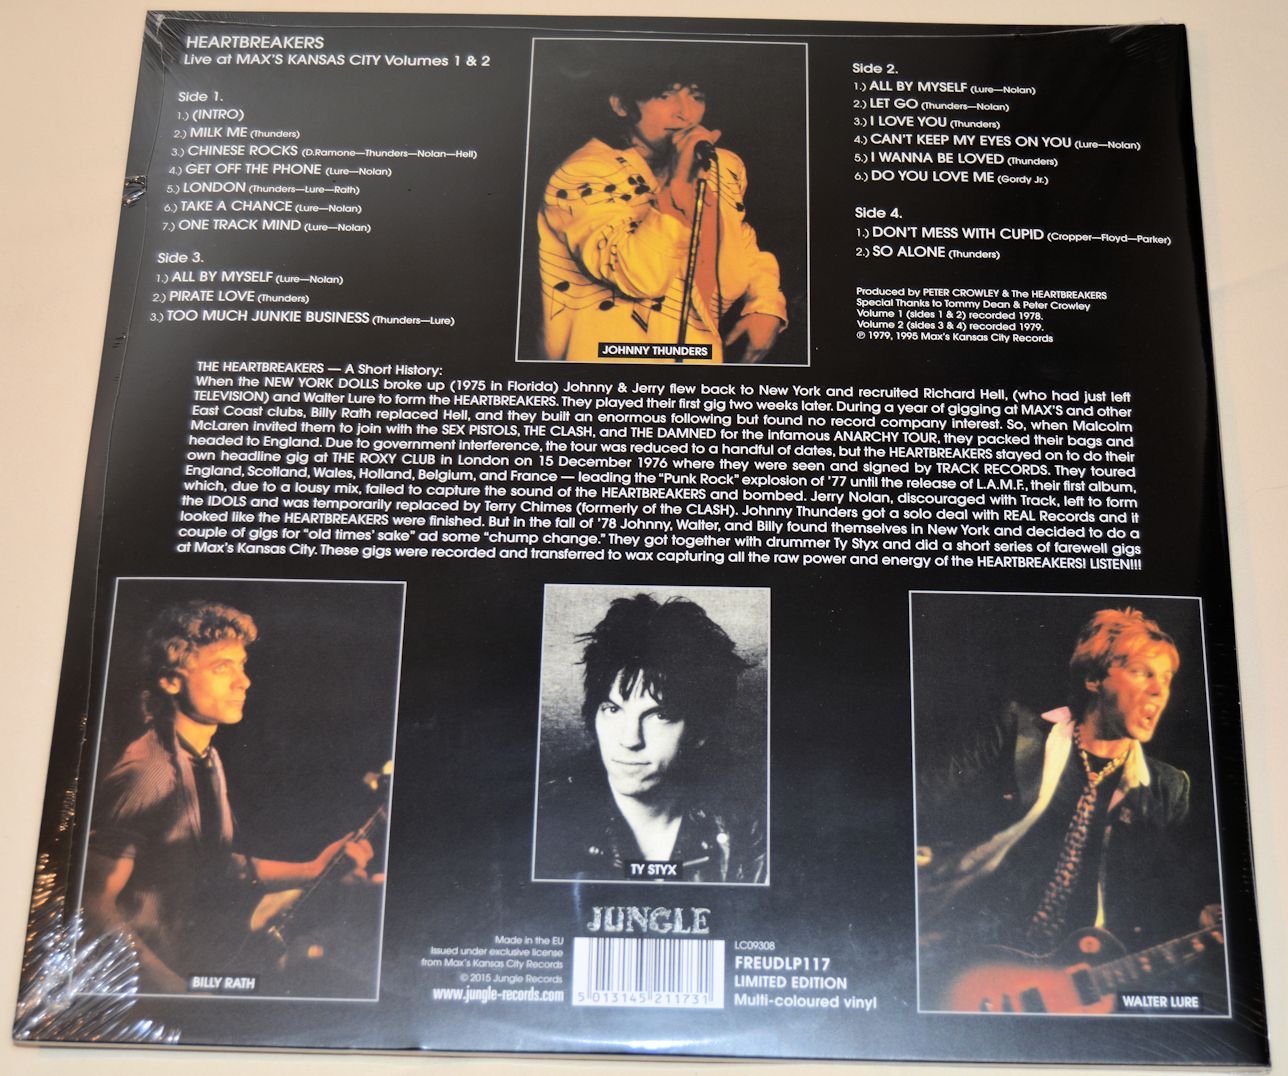 HEARTBREAKERS
Live at MAX'S KANSAS CITY Volumes 1 & 2
Side 1.
1.) (INTRO)
2.) MILK ME (Thunders)
3.) CHINESE ROCKS (D.Ramone—Thunders—Nolan—Hell)
4.) GET OFF THE PHONE (Lure—Nolan)
5.) LONDON (Thunders—Lure—Rath)
6.) TAKE A CHANCE (Lure—Nolan)
7.) ONE TRACK MIND (Lure—Nolan)
Side 3.
1.) ALL BY MYSELF (Lure—Nolan)
2.) PIRATE LOVE (Thunders)
3.) TOO MUCH JUNKIE BUSINESS (Thunders—Lure)
JOHNNY THUNDERS
Side 2.
1.) ALL BY MYSELF (Lure—Nolan)
2.) LET GO (Thunders—Nolan)
3.) I LOVE YOU (Thunders)
4.) CAN'T KEEP MY EYES ON YOU (Lure—Nolan)
5.) I WANNA BE LOVED (Thunders)
6.) DO YOU LOVE ME (Gordy Jr.)
Side 4.
1.) DON'T MESS WITH CUPID (Cropper—Floyd—Parker)
2.) SO ALONE (Thunders)
Produced by PETER CROWLEY & The HEARTBREAKERS
Special Thanks to Tommy Dean & Peter Crowley
Volume 1 (sides 1 & 2) recorded 1978.
Volume 2 (sides 3 & 4) recorded 1979.
℗ 1979, 1995 Max's Kansas City Records
THE HEARTBREAKERS — A Short History:
When the NEW YORK DOLLS broke up (1975 in Florida) Johnny & Jerry flew back to New York and recruited Richard Hell, (who had just left
TELEVISION) and Walter Lure to form the HEARTBREAKERS. They played their first gig two weeks later. During a year of gigging at MAX'S and other
East Coast clubs, Billy Rath replaced Hell, and they built an enormous following but found no record company interest. So, when Malcolm
McLaren invited them to join with the SEX PISTOLS, THE CLASH, and THE DAMNED for the infamous ANARCHY TOUR, they packed their bags and
headed to England. Due to government interference, the tour was reduced to a handful of dates, but the HEARTBREAKERS stayed on to do their
own headline gig at THE ROXY CLUB in London on 15 December 1976 where they were seen and signed by TRACK RECORDS. They toured
England, Scotland, Wales, Holland, Belgium, and France — leading the "Punk Rock" explosion of '77 until the release of L.A.M.F., their first album,
which, due to a lousy mix, failed to capture the sound of the HEARTBREAKERS and bombed. Jerry Nolan, discouraged with Track, left to form
the IDOLS and was temporarily replaced by Terry Chimes (formerly of the CLASH). Johnny Thunders got a solo deal with REAL Records and it
looked like the HEARTBREAKERS were finished. But in the fall of '78 Johnny, Walter, and Billy found themselves in New York and decided to do a
couple of gigs for "old times' sake" ad some "chump change." They got together with drummer Ty Styx and did a short series of farewell gigs
at Max's Kansas City. These gigs were recorded and transferred to wax capturing all the raw power and energy of the HEARTBREAKERS! LISTEN!!!
BILLY RATH
TY STYX
WALTER LURE
JUNGLE
Made in the EU
Issued under exclusive license
from Max's Kansas City Records
© 2015 Jungle Records
www.jungle-records.com
5 013145 211731
LC09308
FREUDLP117
LIMITED EDITION
Multi-coloured vinyl